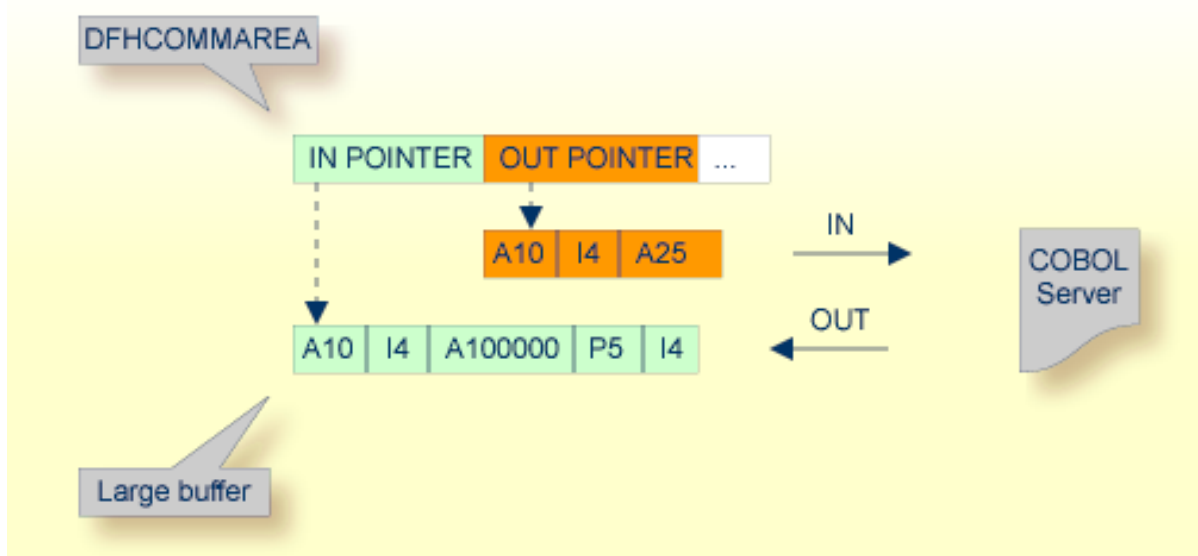 DFHCOMMAREA
IN POINTER OUT POINTER ...
A10 I4 A25
IN
COBOL
Server
OUT
A10 I4 A100000 P5 I4
Large buffer